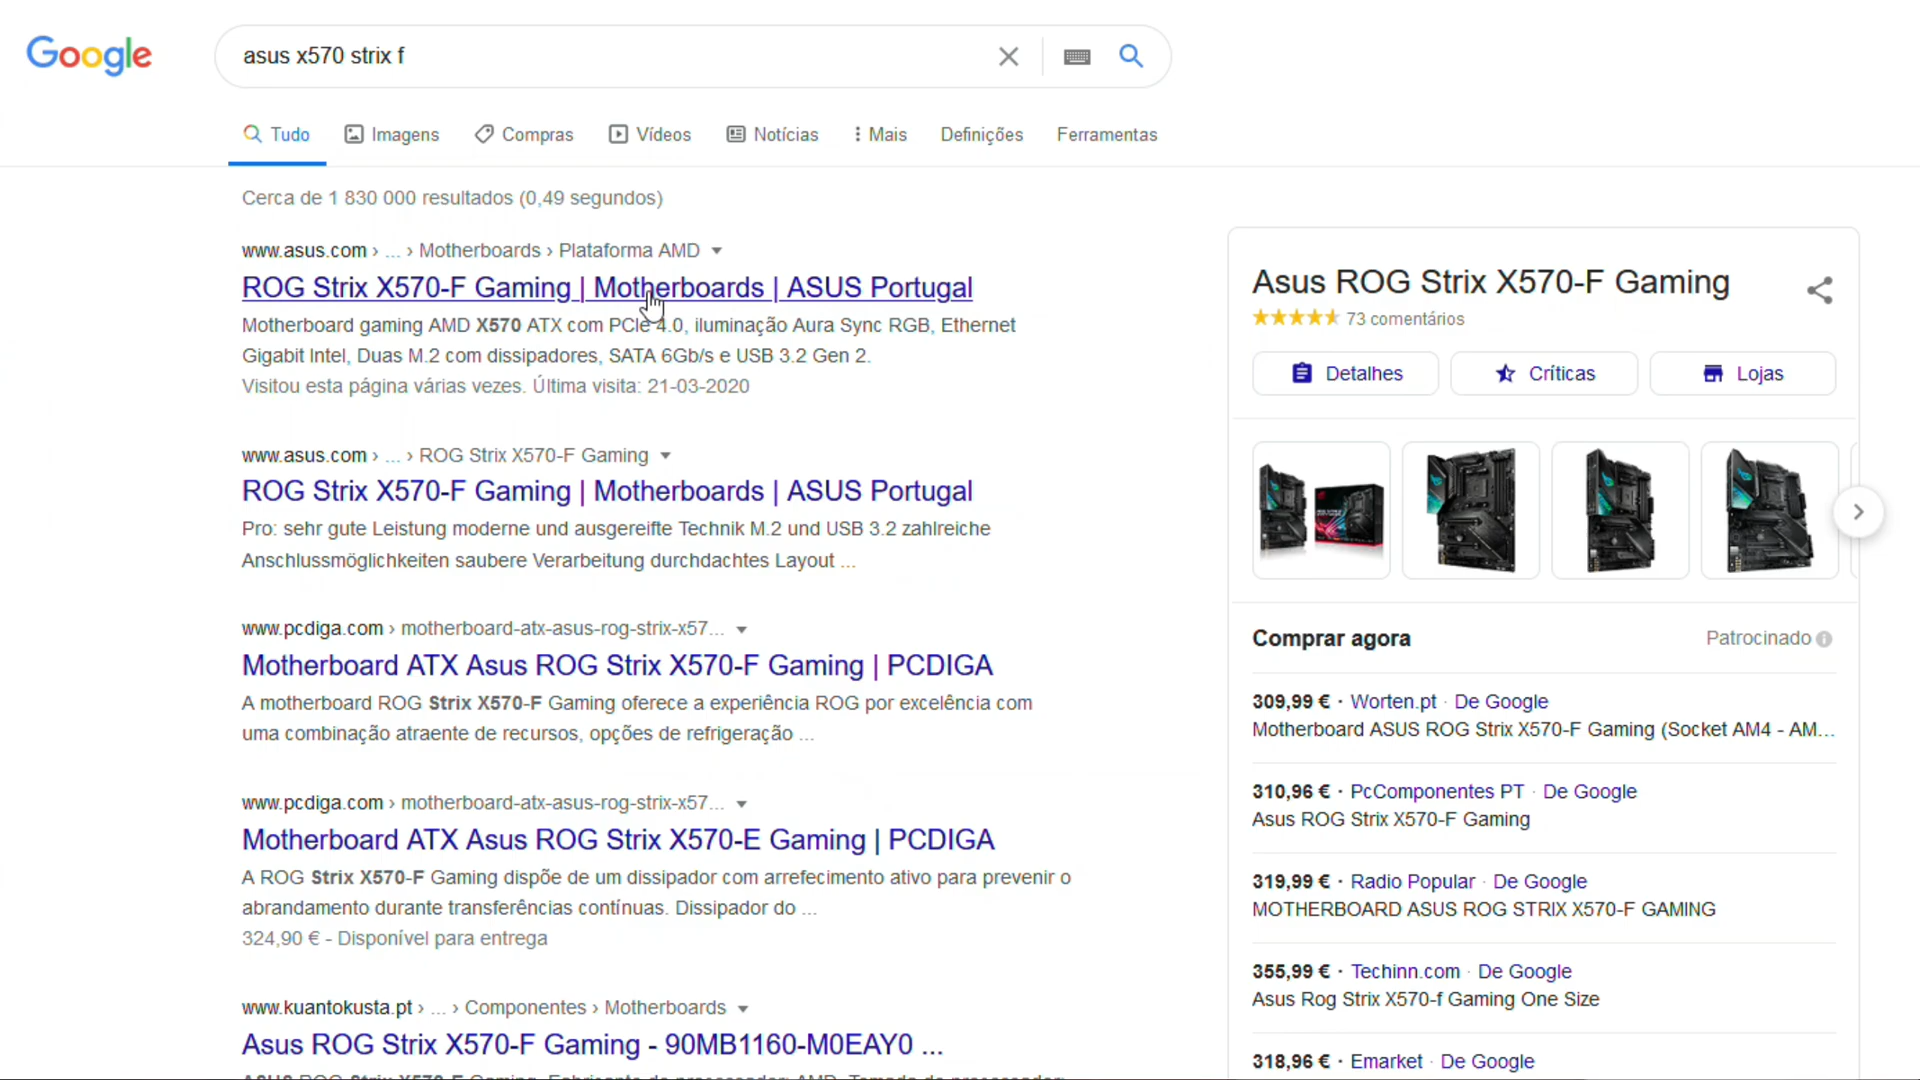 Google
asus x570 strix f
Tudo
Imagens
Compras
Vídeos
Notícias
Mais
Definições
Ferramentas
Cerca de 1 830 000 resultados (0,49 segundos)
www.asus.com › ... › Motherboards › Plataforma AMD
ROG Strix X570-F Gaming | Motherboards | ASUS Portugal
Motherboard gaming AMD X570 ATX com PCIe 4.0, iluminação Aura Sync RGB, Ethernet
Gigabit Intel, Duas M.2 com dissipadores, SATA 6Gb/s e USB 3.2 Gen 2.
Visitou esta página várias vezes. Última visita: 21-03-2020
www.asus.com › ... › ROG Strix X570-F Gaming
ROG Strix X570-F Gaming | Motherboards | ASUS Portugal
Pro: sehr gute Leistung moderne und ausgereifte Technik M.2 und USB 3.2 zahlreiche
Anschlussmöglichkeiten saubere Verarbeitung durchdachtes Layout ...
www.pcdiga.com › motherboard-atx-asus-rog-strix-x57...
Motherboard ATX Asus ROG Strix X570-F Gaming | PCDIGA
A motherboard ROG Strix X570-F Gaming oferece a experiência ROG por excelência com
uma combinação atraente de recursos, opções de refrigeração ...
www.pcdiga.com › motherboard-atx-asus-rog-strix-x57...
Motherboard ATX Asus ROG Strix X570-E Gaming | PCDIGA
A ROG Strix X570-F Gaming dispõe de um dissipador com arrefecimento ativo para prevenir o
abrandamento durante transferências contínuas. Dissipador do ...
324,90 € - Disponível para entrega
www.kuantokusta.pt › ... › Componentes › Motherboards
Asus ROG Strix X570-F Gaming - 90MB1160-M0EAY0 ...
Asus ROG Strix X570-F Gaming
73 comentários
Detalhes
Críticas
Lojas
Comprar agora
Patrocinado
309,99 € · Worten.pt · De Google
Motherboard ASUS ROG Strix X570-F Gaming (Socket AM4 - AM...
310,96 € · PcComponentes PT · De Google
Asus ROG Strix X570-F Gaming
319,99 € · Radio Popular · De Google
MOTHERBOARD ASUS ROG STRIX X570-F GAMING
355,99 € · Techinn.com · De Google
Asus Rog Strix X570-f Gaming One Size
318,96 € · Emarket · De Google